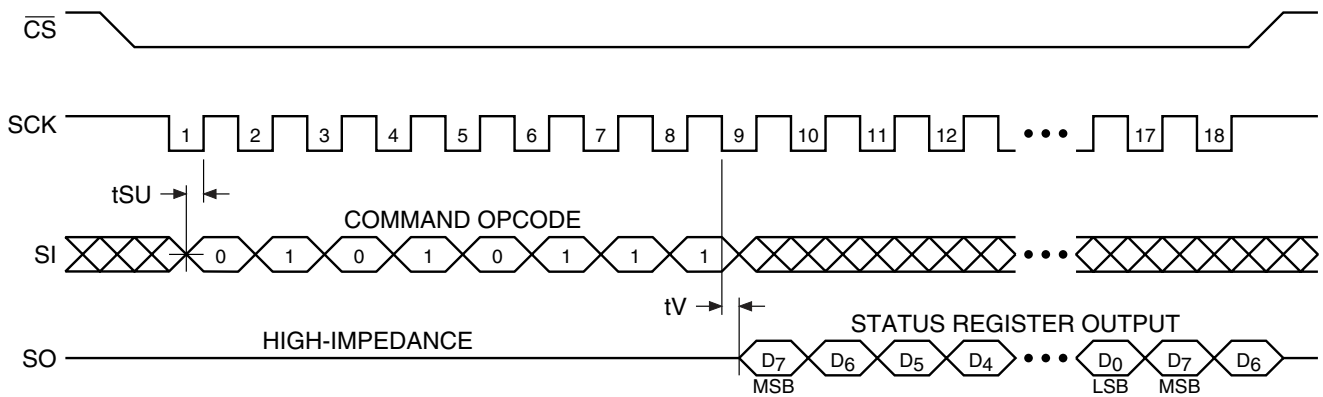 CS
SCK 1 2 3 4 5 6 7 8 9 10 11 12 17 18
tSU
COMMAND OPCODE
SI 0 1 0 1 0 1 1 1
tV
HIGH-IMPEDANCE
STATUS REGISTER OUTPUT
SO D7 D6 D5 D4 D0 D7 D6
MSB LSB MSB